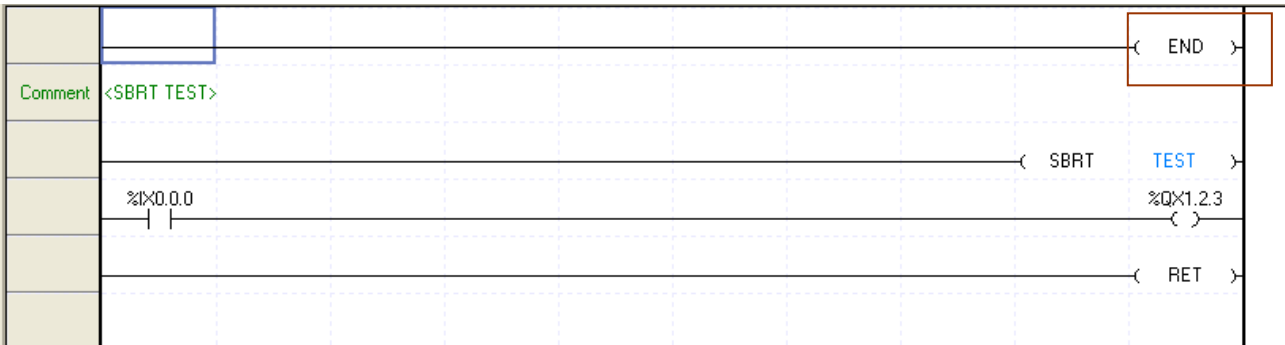 END
Comment <SBRT TEST>
SBRT TEST
%IX0.0.0 %QX1.2.3
RET